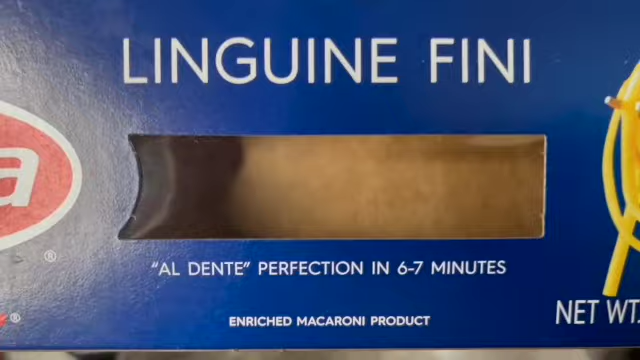 LINGUINE FINI
a
®
"AL DENTE" PERFECTION IN 6-7 MINUTES
®
ENRICHED MACARONI PRODUCT
NET WT.